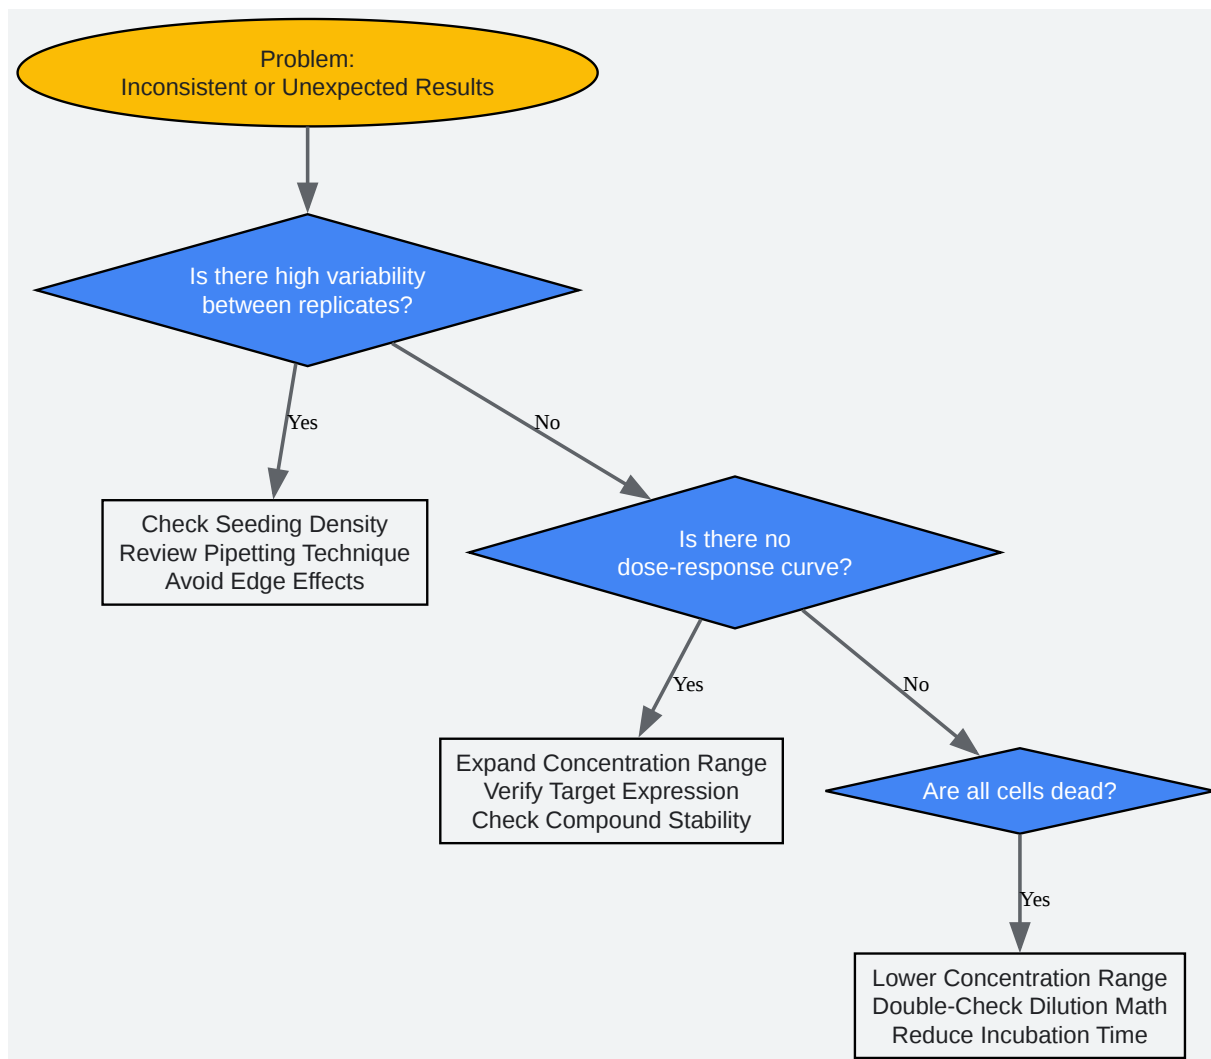 Problem:
Inconsistent or Unexpected Results
Is there high variability
between replicates?
Yes
No
Check Seeding Density
Review Pipetting Technique
Avoid Edge Effects
Is there no
dose-response curve?
Yes
No
Expand Concentration Range
Verify Target Expression
Check Compound Stability
Are all cells dead?
Yes
Lower Concentration Range
Double-Check Dilution Math
Reduce Incubation Time